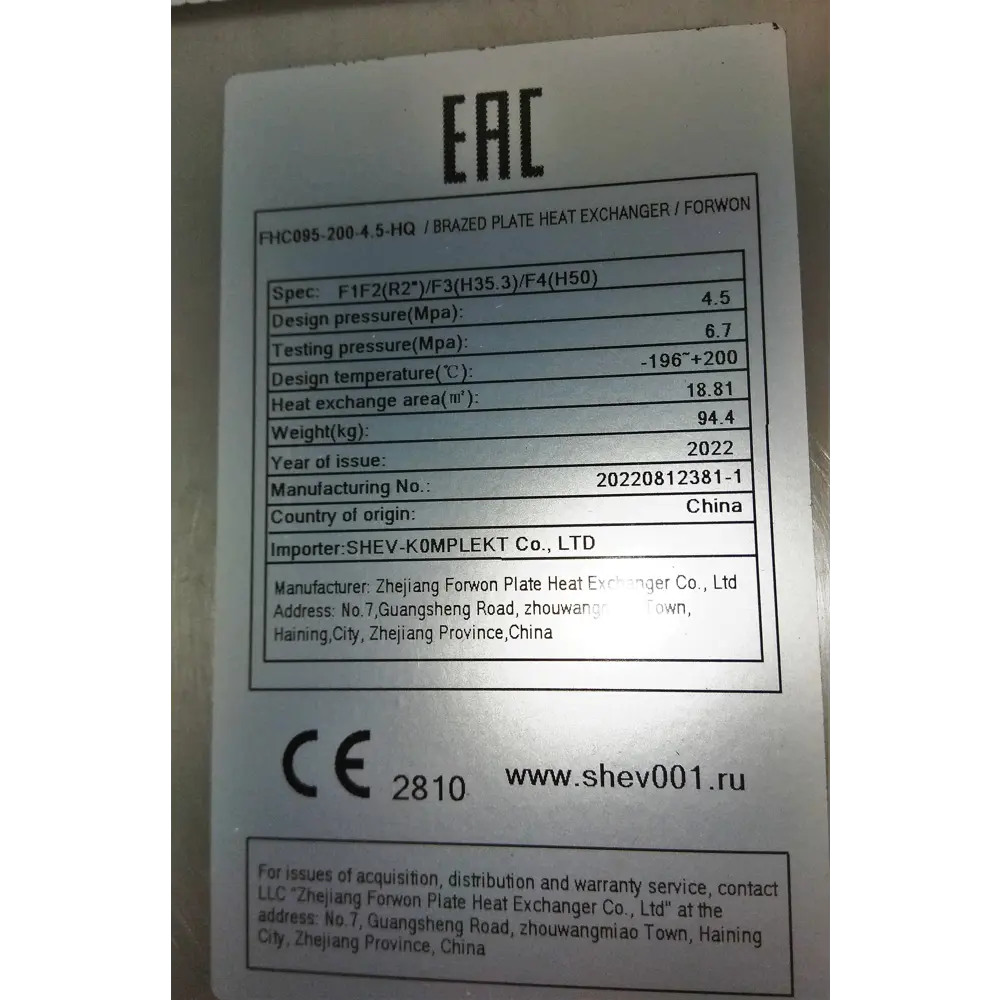 EAC
FHC095-200-4.5-HQ / BRAZED PLATE HEAT EXCHANGER / FORWON
Spec: F1F2(R2")/F3(H35.3)/F4(H50)
Design pressure(Mpa): 4.5
Testing pressure(Mpa): 6.7
Design temperature(℃): -196~+200
Heat exchange area(㎡): 18.81
Weight(kg): 94.4
Year of issue: 2022
Manufacturing No.: 20220812381-1
Country of origin: China
Importer:SHEV-K0MPLEKT Co., LTD
Manufacturer: Zhejiang Forwon Plate Heat Exchanger Co., Ltd
Address: No.7,Guangsheng Road, Town,
Haining,City, Zhejiang Province,China
CE 2810 www.shev001.ru
For issues of acquisition, distribution and warranty service, contact
LLC "Zhejiang Forwon Plate Heat Exchanger Co., Ltd" at the
address: No.7, Guangsheng Road, zhouwangmiao Town, Haining
City, Zhejiang Province, China